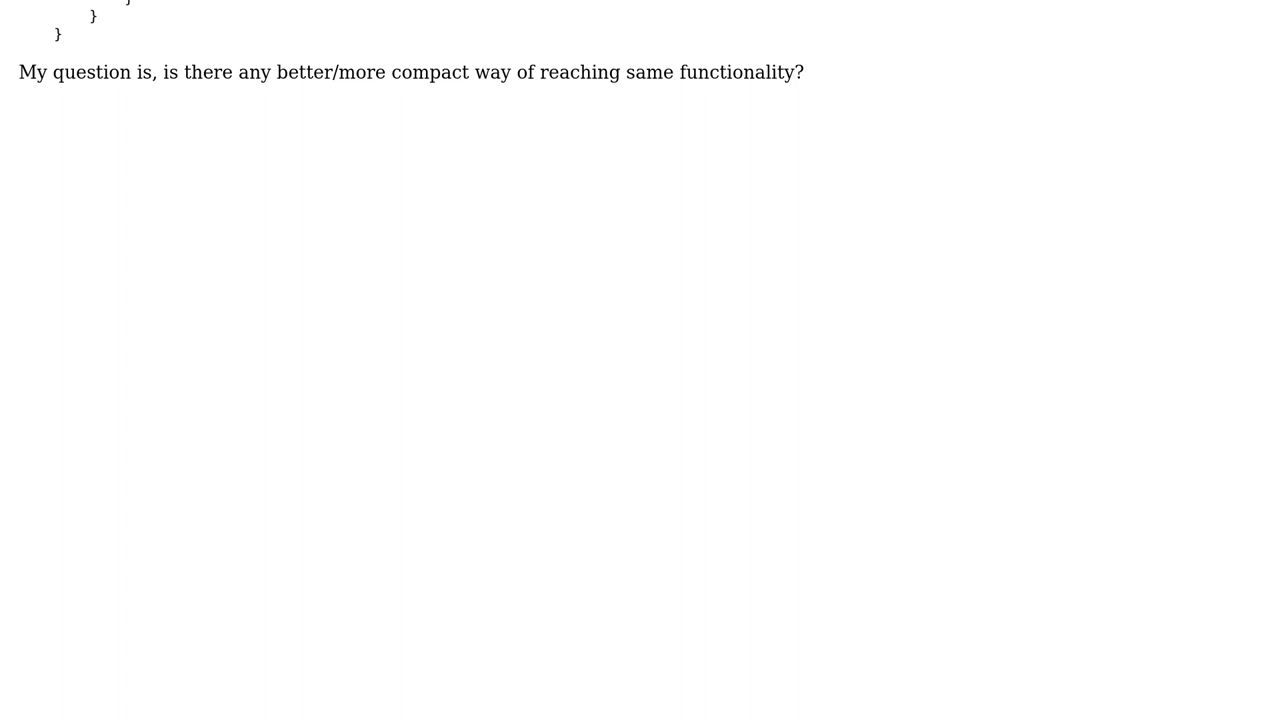 }
}
}
My question is, is there any better/more compact way of reaching same functionality?